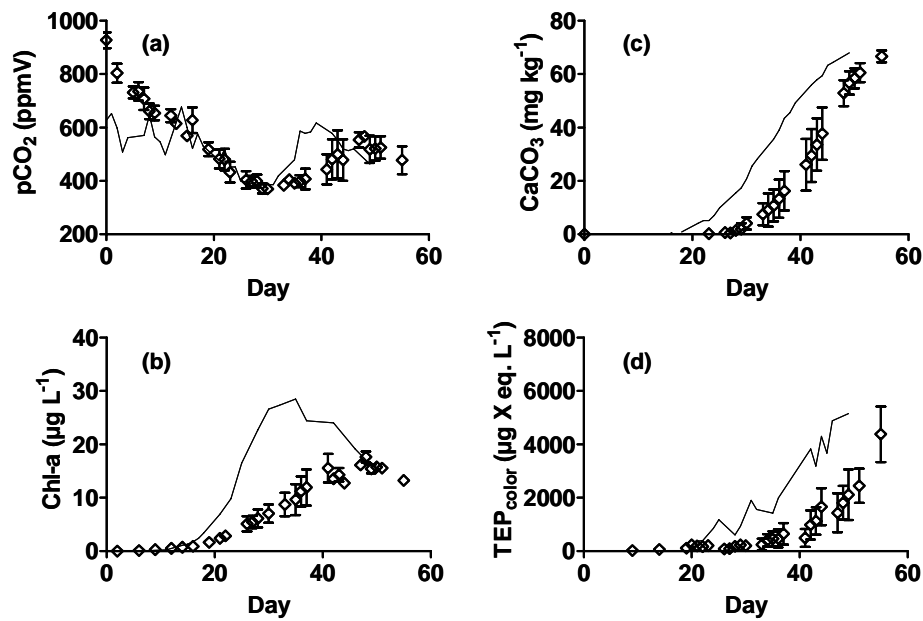 (a)
pCO₂ (ppmV)
1000
800
600
400
200
0 20 40 60
Day
(c)
CaCO₃ (mg kg⁻¹)
80
60
40
20
0
0 20 40 60
Day
(b)
Chl-a (µg L⁻¹)
40
30
20
10
0
0 20 40 60
Day
(d)
TEP_color (µg X eq. L⁻¹)
8000
6000
4000
2000
0
0 20 40 60
Day